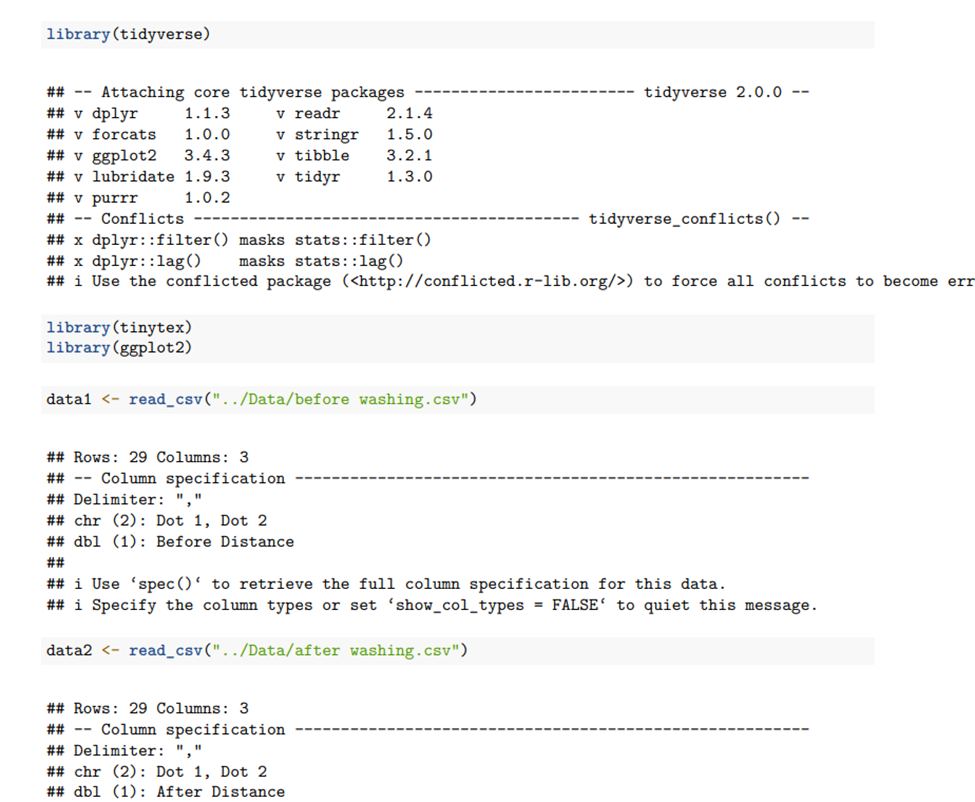 library(tidyverse)
## -- Attaching core tidyverse packages ------------------------ tidyverse 2.0.0 --
## v dplyr     1.1.3     v readr     2.1.4
## v forcats   1.0.0     v stringr   1.5.0
## v ggplot2   3.4.3     v tibble    3.2.1
## v lubridate 1.9.3     v tidyr     1.3.0
## v purrr     1.0.2
## -- Conflicts ------------------------------------------ tidyverse_conflicts() --
## x dplyr::filter() masks stats::filter()
## x dplyr::lag()    masks stats::lag()
## i Use the conflicted package (<http://conflicted.r-lib.org/>) to force all conflicts to become err
library(tinytex)
library(ggplot2)
data1 <- read_csv("../Data/before washing.csv")
## Rows: 29 Columns: 3
## -- Column specification --------------------------------------------------------
## Delimiter: ","
## chr (2): Dot 1, Dot 2
## dbl (1): Before Distance
##
## i Use ‘spec()‘ to retrieve the full column specification for this data.
## i Specify the column types or set ‘show_col_types = FALSE‘ to quiet this message.
data2 <- read_csv("../Data/after washing.csv")
## Rows: 29 Columns: 3
## -- Column specification --------------------------------------------------------
## Delimiter: ","
## chr (2): Dot 1, Dot 2
## dbl (1): After Distance